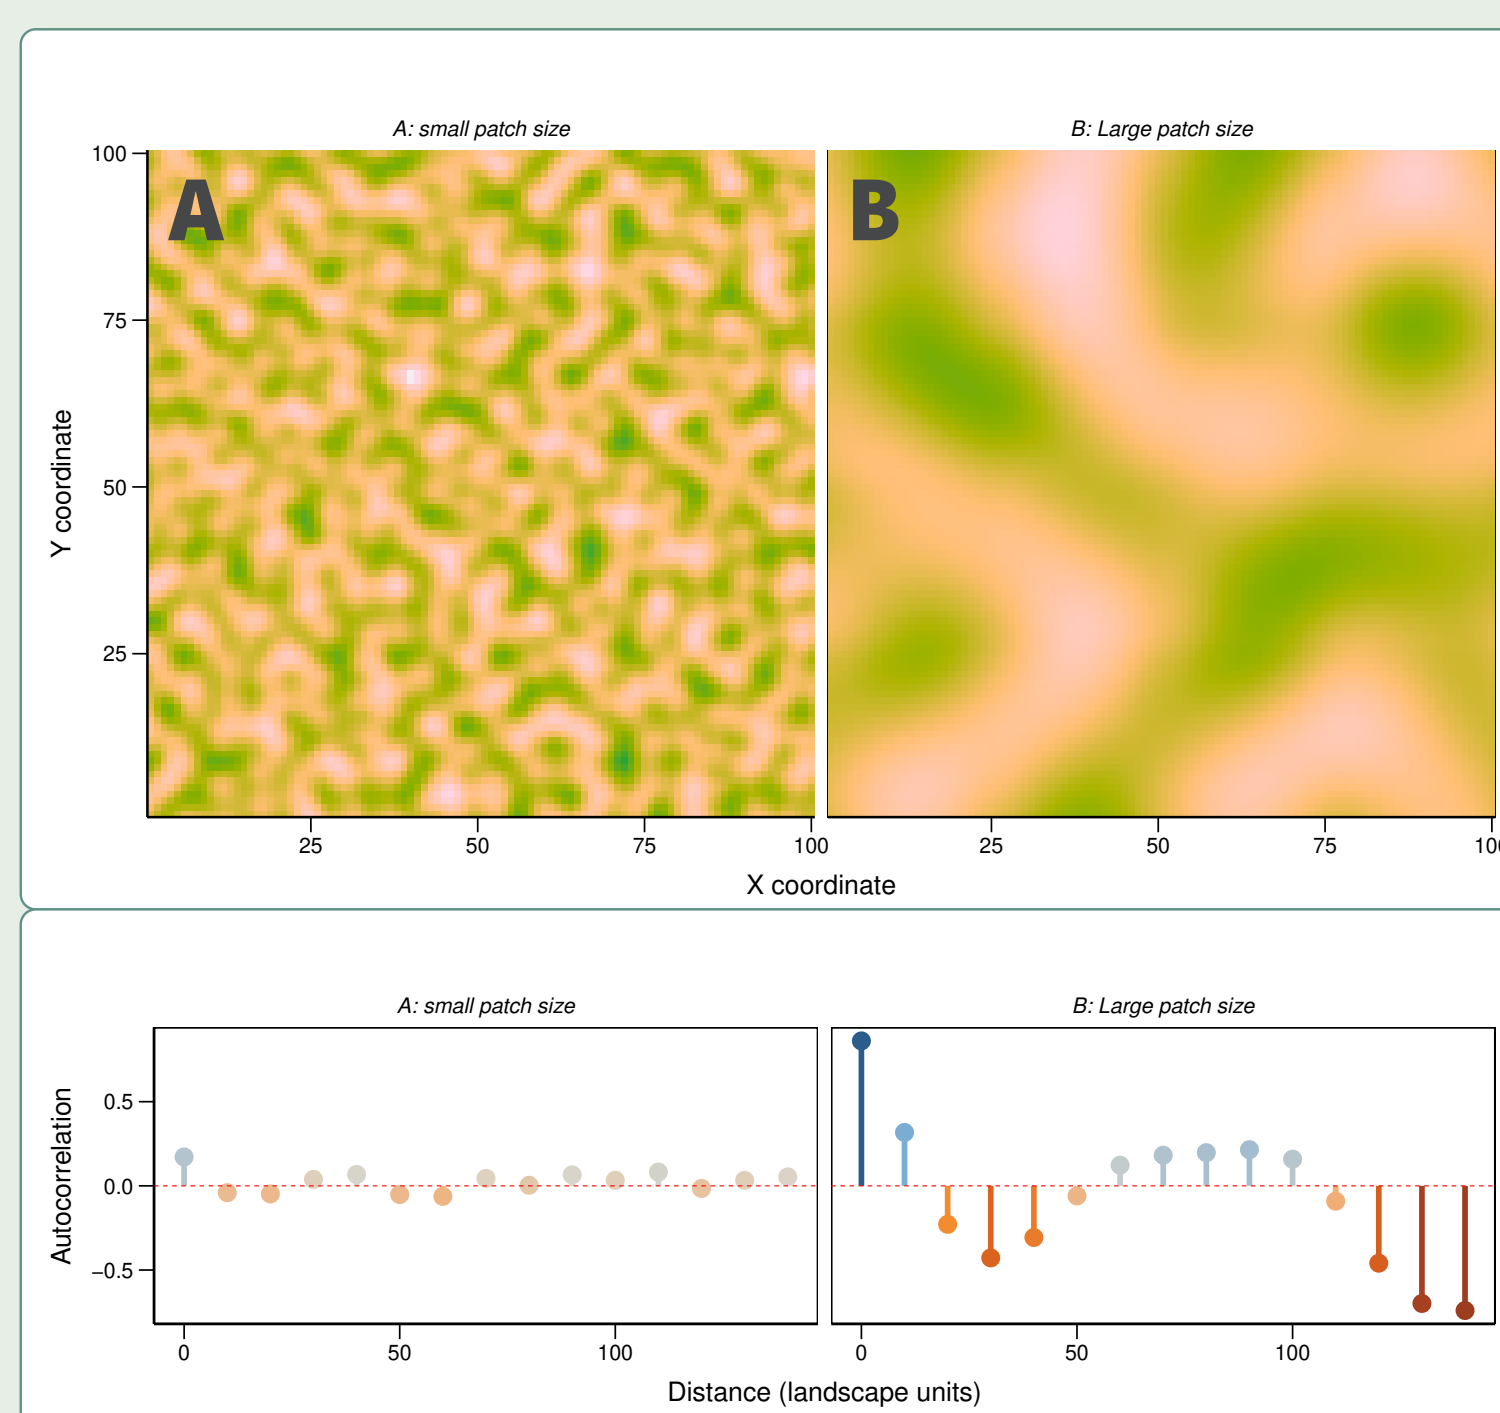 A: small patch size
B: Large patch size
A
B
100
75
50
25
Y coordinate
25
50
75
100
25
50
75
X coordinate
A: small patch size
B: Large patch size
0.5
0.0
−0.5
Autocorrelation
0
50
100
0
50
100
Distance (landscape units)